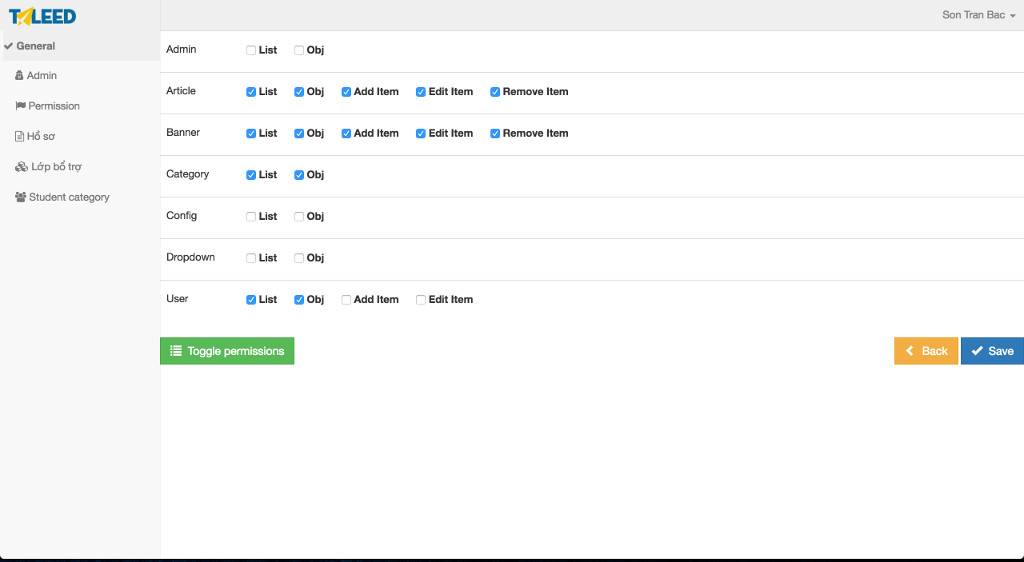 TALEED
Son Tran Bac
General
Admin
Permission
Hồ sơ
Lớp bổ trợ
Student category
Admin List Obj
Article List Obj Add Item Edit Item Remove Item
Banner List Obj Add Item Edit Item Remove Item
Category List Obj
Config List Obj
Dropdown List Obj
User List Obj Add Item Edit Item
Toggle permissions Back Save